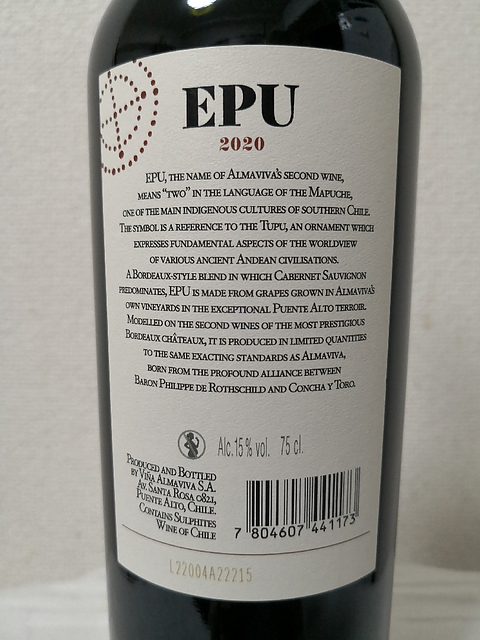 EPU
2020
EPU, THE NAME OF ALMAVIVA'S SECOND WINE,
MEANS "TWO" IN THE LANGUAGE OF THE MAPUCHE,
ONE OF THE MAIN INDIGENOUS CULTURES OF SOUTHERN CHILE.
THE SYMBOL IS A REFERENCE TO THE TUPU, AN ORNAMENT WHICH
EXPRESSES FUNDAMENTAL ASPECTS OF THE WORLDVIEW
OF VARIOUS ANCIENT ANDEAN CIVILISATIONS.
A BORDEAUX-STYLE BLEND IN WHICH CABERNET SAUVIGNON
PREDOMINATES, EPU IS MADE FROM GRAPES GROWN IN ALMAVIVA'S
OWN VINEYARDS IN THE EXCEPTIONAL PUENTE ALTO TERROIR.
MODELLED ON THE SECOND WINES OF THE MOST PRESTIGIOUS
BORDEAUX CHÂTEAUX, IT IS PRODUCED IN LIMITED QUANTITIES
TO THE SAME EXACTING STANDARDS AS ALMAVIVA,
BORN FROM THE PROFOUND ALLIANCE BETWEEN
BARON PHILIPPE DE ROTHSCHILD AND CONCHA Y TORO.
Alc.15% vol. 75 cl.
PRODUCED AND BOTTLED
BY VIÑA ALMAVIVA S.A.
AV. SANTA ROSA 0821,
PUENTE ALTO, CHILE.
CONTAINS SULPHITES
WINE OF CHILE
7 804607 441173
L22004A22215